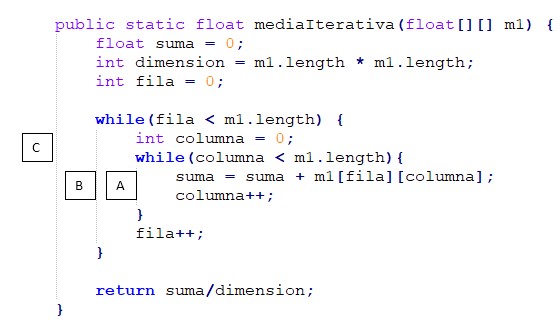 public static float mediaIterativa(float[][] m1) {
float suma = 0;
int dimension = m1.length * m1.length;
int fila = 0;
while(fila < m1.length) {
int columna = 0;
C
while(columna < m1.length){
B A suma = suma + m1[fila][columna];
columna++;
}
fila++;
}
return suma/dimension;
}